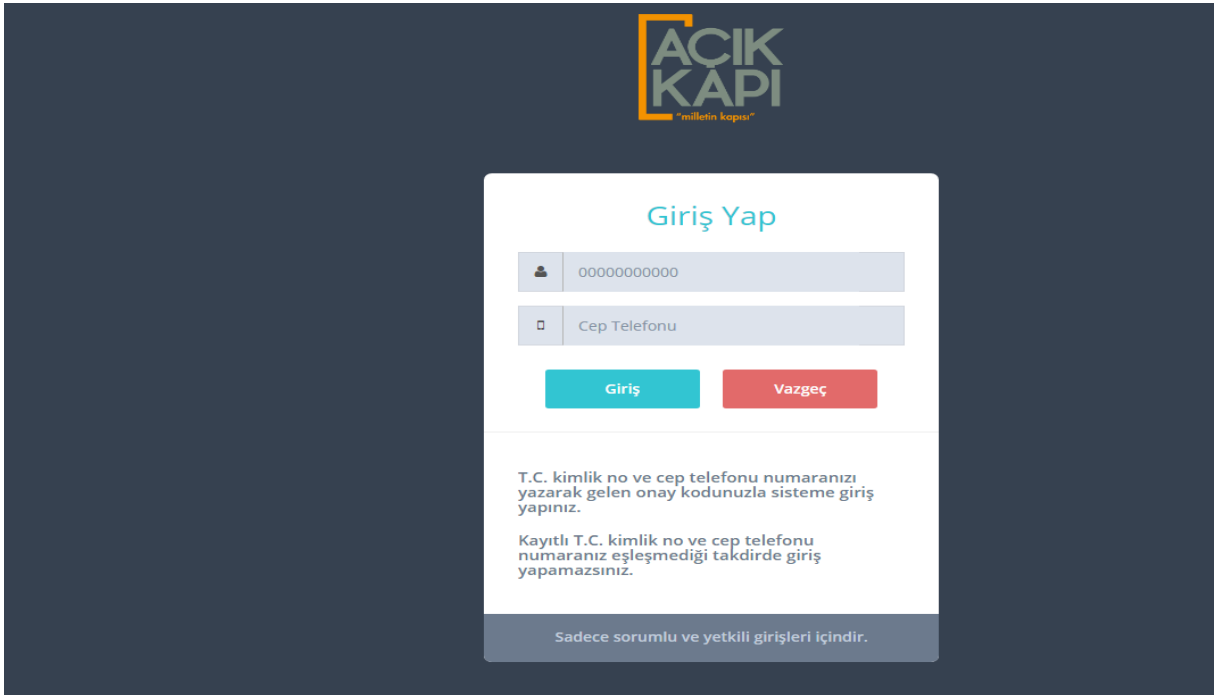 AÇIK
KAPI
"milletin kapısı"
Giriş Yap
00000000000
Cep Telefonu
Giriş
Vazgeç
T.C. kimlik no ve cep telefonu numaranızı
yazarak gelen onay kodunuzla sisteme giriş
yapınız.
Kayıtlı T.C. kimlik no ve cep telefonu
numaranız eşleşmediği takdirde giriş
yapamazsınız.
Sadece sorumlu ve yetkili girişleri içindir.